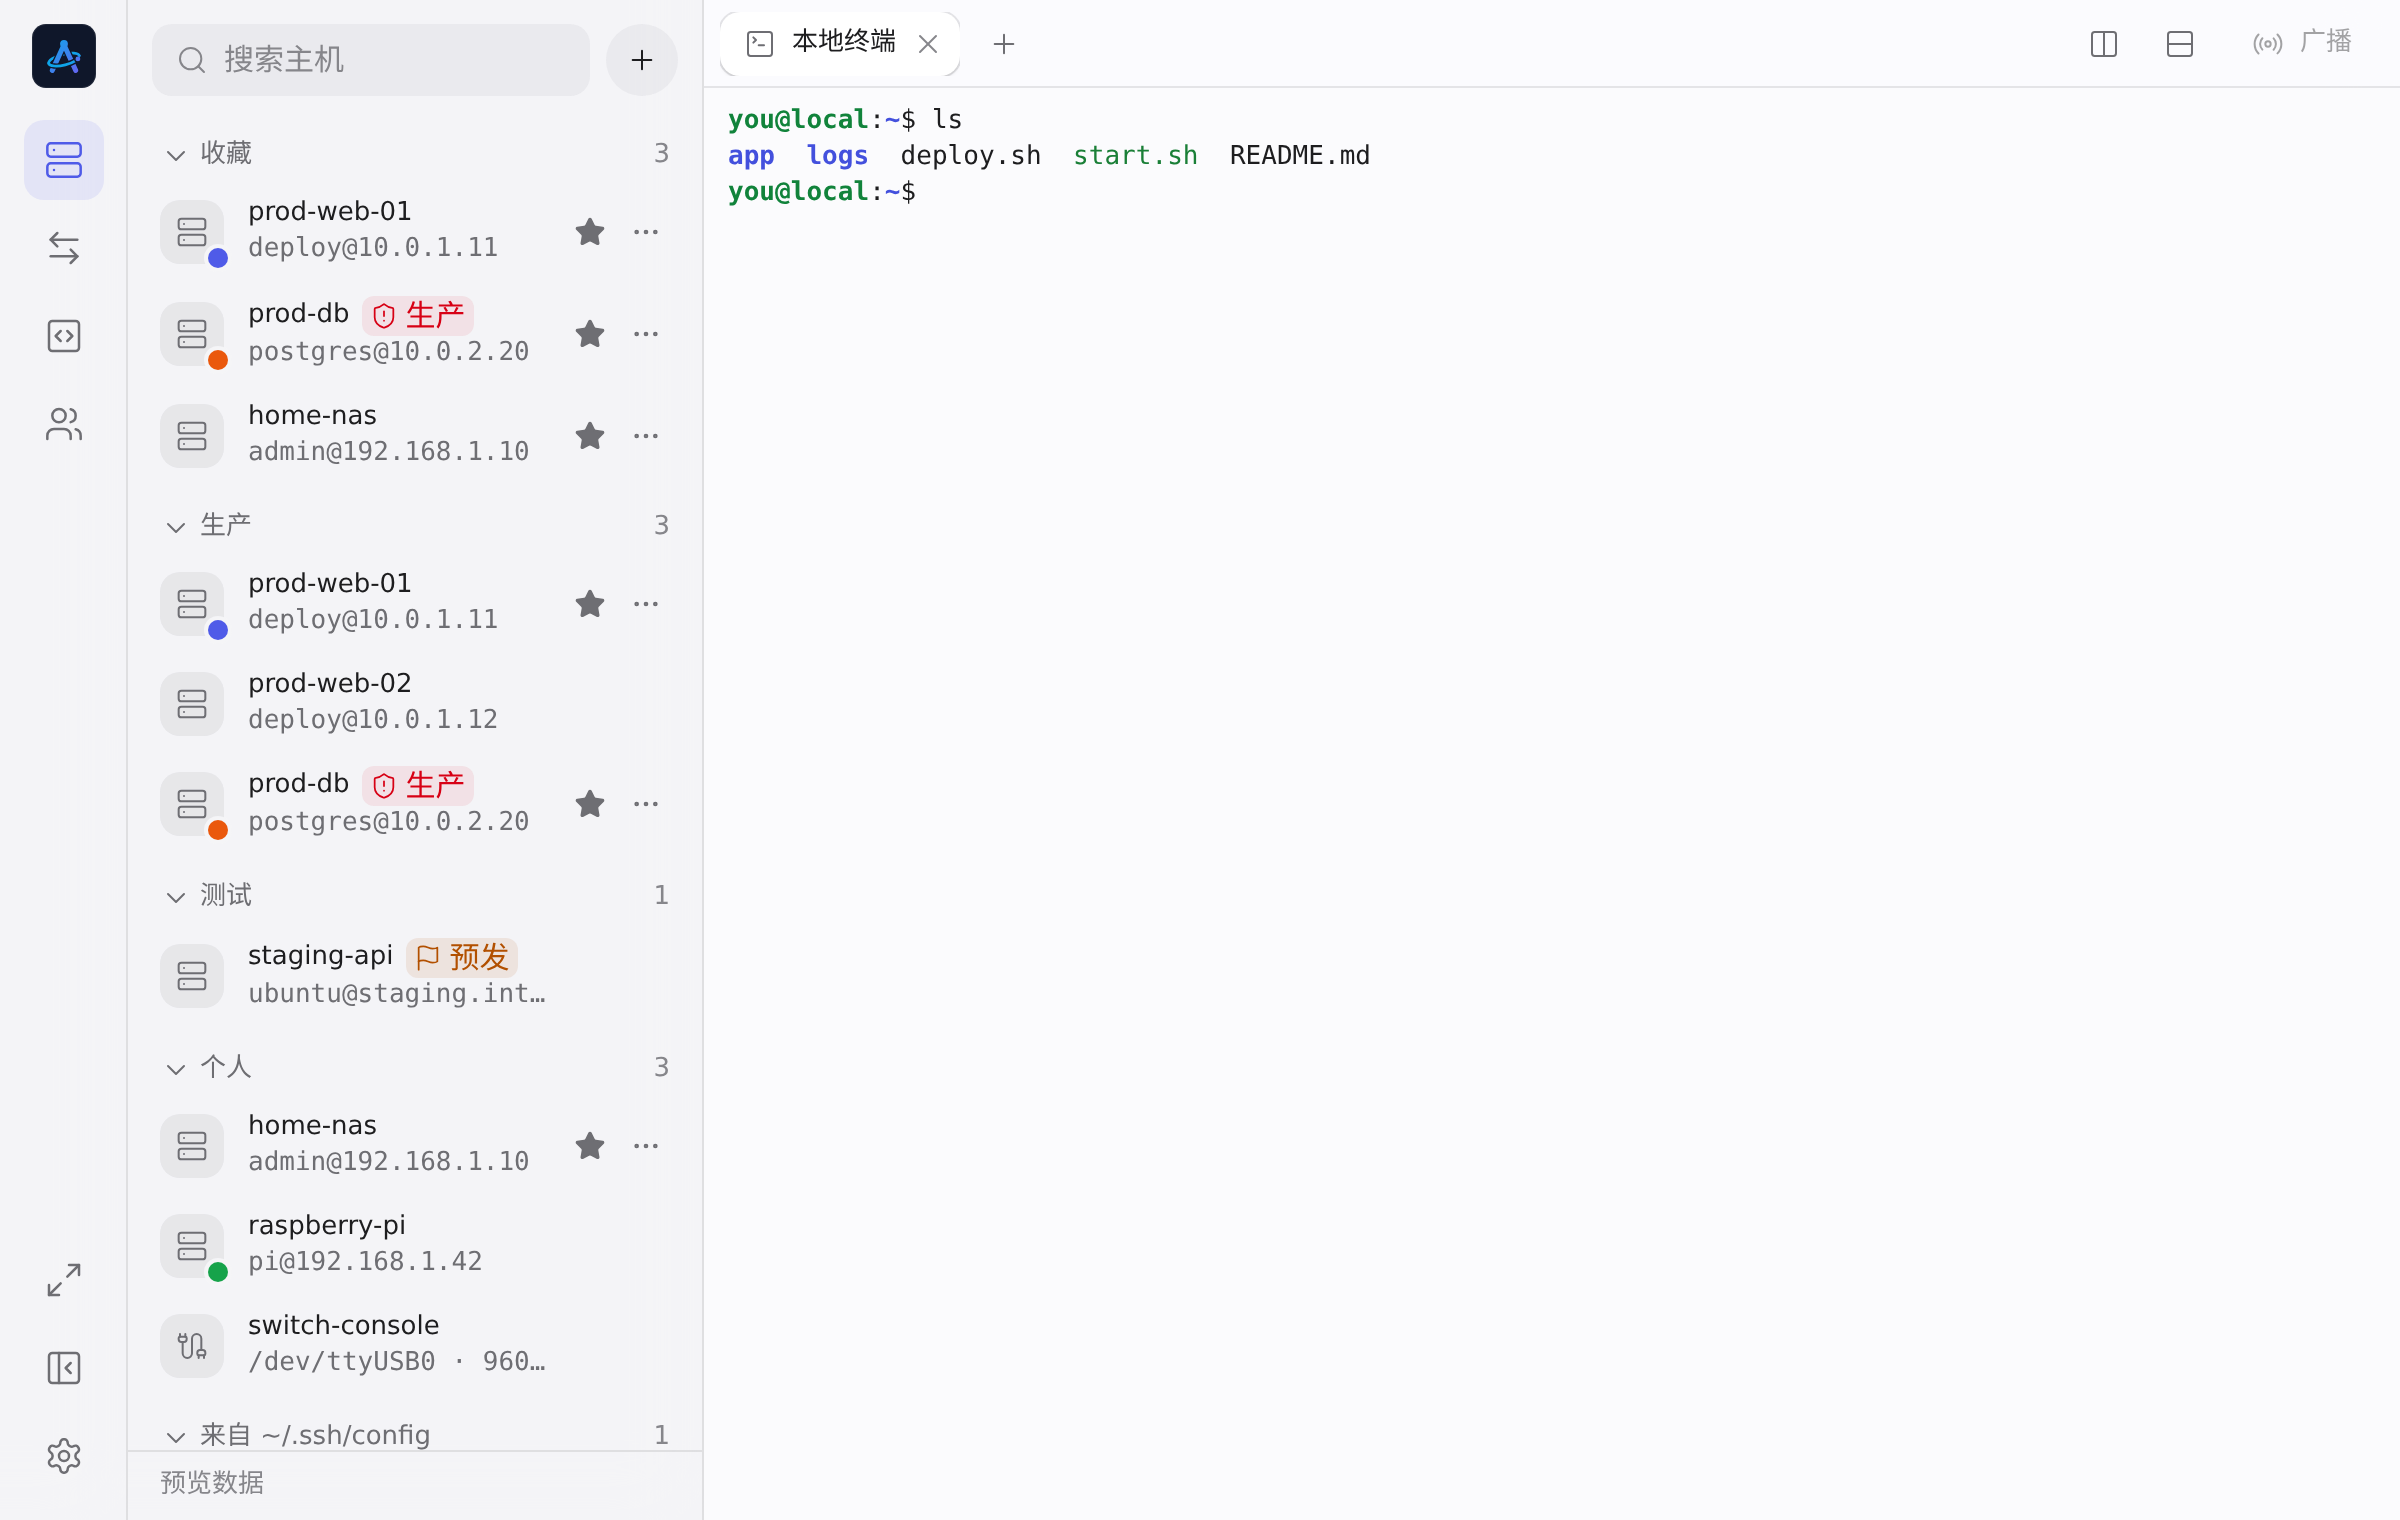 搜索主机
收藏 3
prod-web-01
deploy@10.0.1.11
prod-db 生产
postgres@10.0.2.20
home-nas
admin@192.168.1.10
生产 3
prod-web-01
deploy@10.0.1.11
prod-web-02
deploy@10.0.1.12
prod-db 生产
postgres@10.0.2.20
测试 1
staging-api 预发
ubuntu@staging.int…
个人 3
home-nas
admin@192.168.1.10
raspberry-pi
pi@192.168.1.42
switch-console
/dev/ttyUSB0 · 960…
来自 ~/.ssh/config 1
预览数据
本地终端
广播
you@local:~$ ls
app logs deploy.sh start.sh README.md
you@local:~$